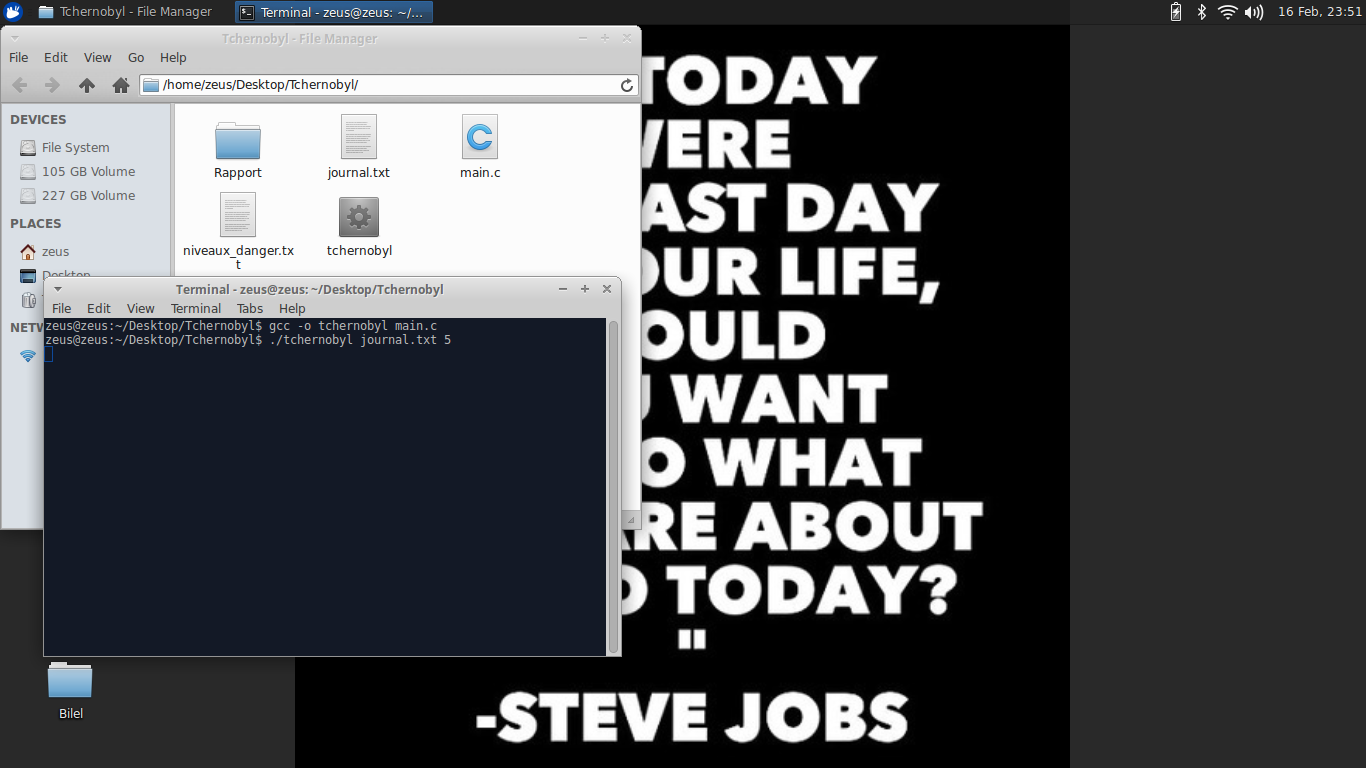 Tchernobyl - File Manager
Terminal - zeus@zeus: ~/...
16 Feb, 23:51
Tchernobyl - File Manager
File Edit View Go Help
/home/zeus/Desktop/Tchernobyl/
DEVICES
File System
105 GB Volume
227 GB Volume
PLACES
zeus
Desktop
Rapport
journal.txt
main.c
niveaux_danger.tx
t
tchernobyl
Terminal - zeus@zeus: ~/Desktop/Tchernobyl
File Edit View Terminal Tabs Help
zeus@zeus:~/Desktop/Tchernobyl$ gcc -o tchernobyl main.c
zeus@zeus:~/Desktop/Tchernobyl$ ./tchernobyl journal.txt 5
TODAY
WERE
AST DAY
OUR LIFE,
OULD
WANT
O WHAT
ARE ABOUT
O TODAY?
"
-STEVE JOBS
Bilel